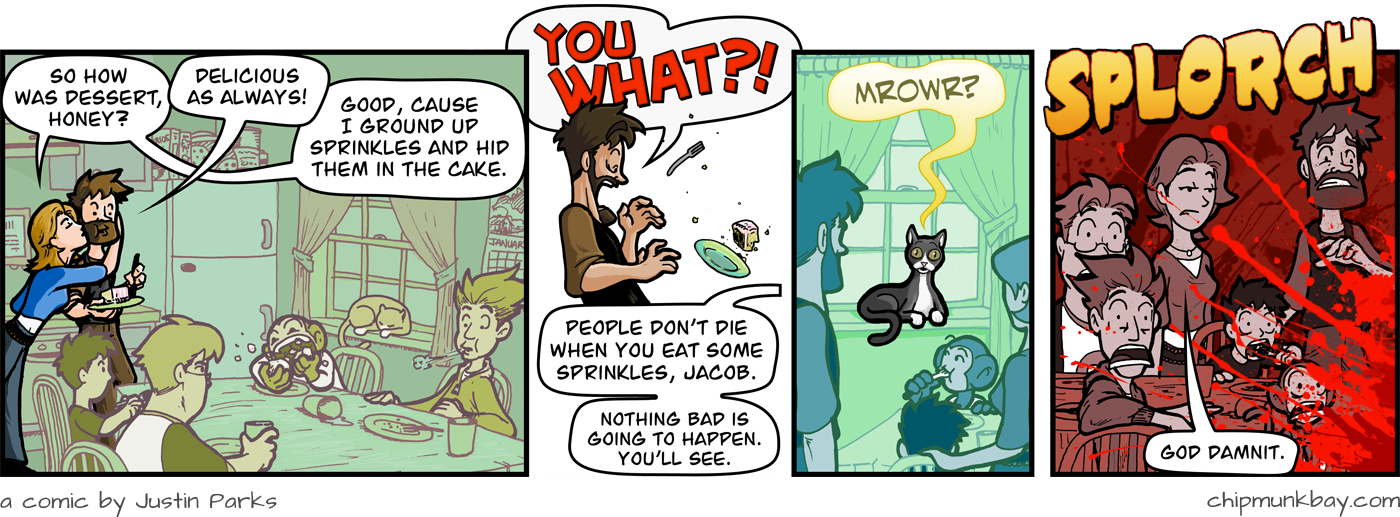 SO HOW
WAS DESSERT,
HONEY?
DELICIOUS
AS ALWAYS!
GOOD, CAUSE
I GROUND UP
SPRINKLES AND HID
THEM IN THE CAKE.
JANUAR
YOU
WHAT?!
PEOPLE DON'T DIE
WHEN YOU EAT SOME
SPRINKLES, JACOB.
NOTHING BAD IS
GOING TO HAPPEN.
YOU'LL SEE.
MROWR?
SPLORCH
GOD DAMNIT.
a comic by Justin Parks
chipmunkbay.com